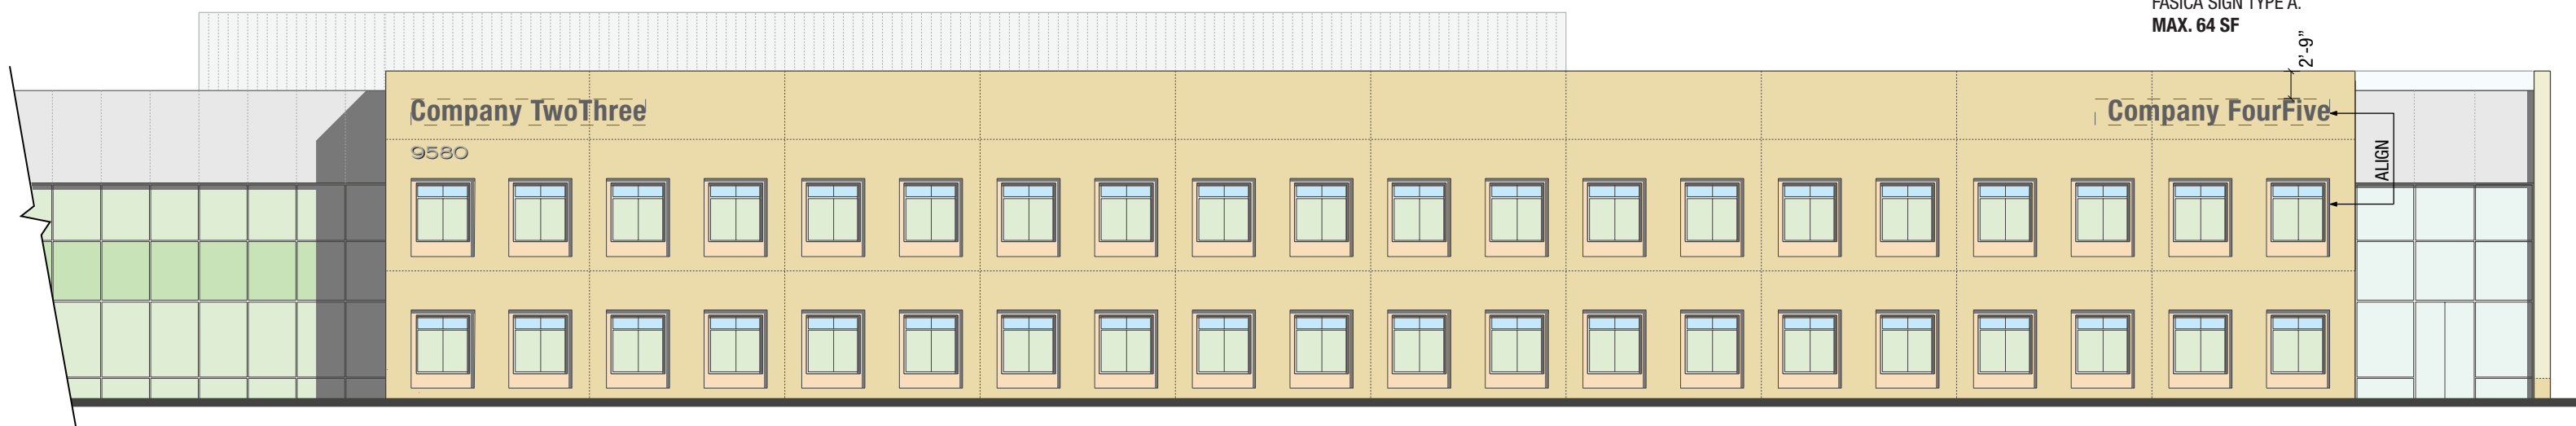 FASICA SIGN TYPE A:
MAX. 64 SF
2'-9"
Company TwoThree
Company FourFive
9580
ALIGN